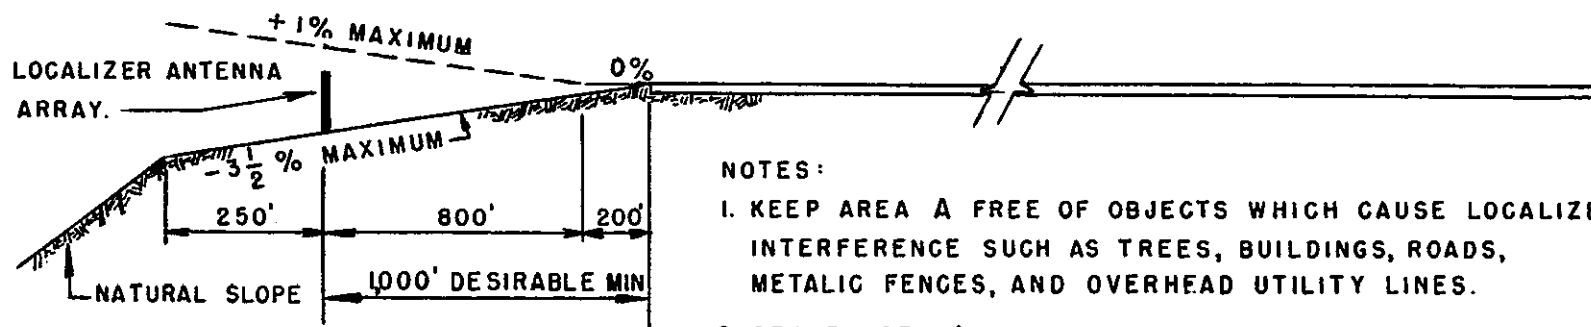 +1% MAXIMUM
LOCALIZER ANTENNA
ARRAY.
0%
-3 1/2 % MAXIMUM
250'
800'
200'
1,000' DESIRABLE MIN
NATURAL SLOPE
NOTES:
1. KEEP AREA A FREE OF OBJECTS WHICH CAUSE LOCALIZE
INTERFERENCE SUCH AS TREES, BUILDINGS, ROADS,
METALIC FENCES, AND OVERHEAD UTILITY LINES.